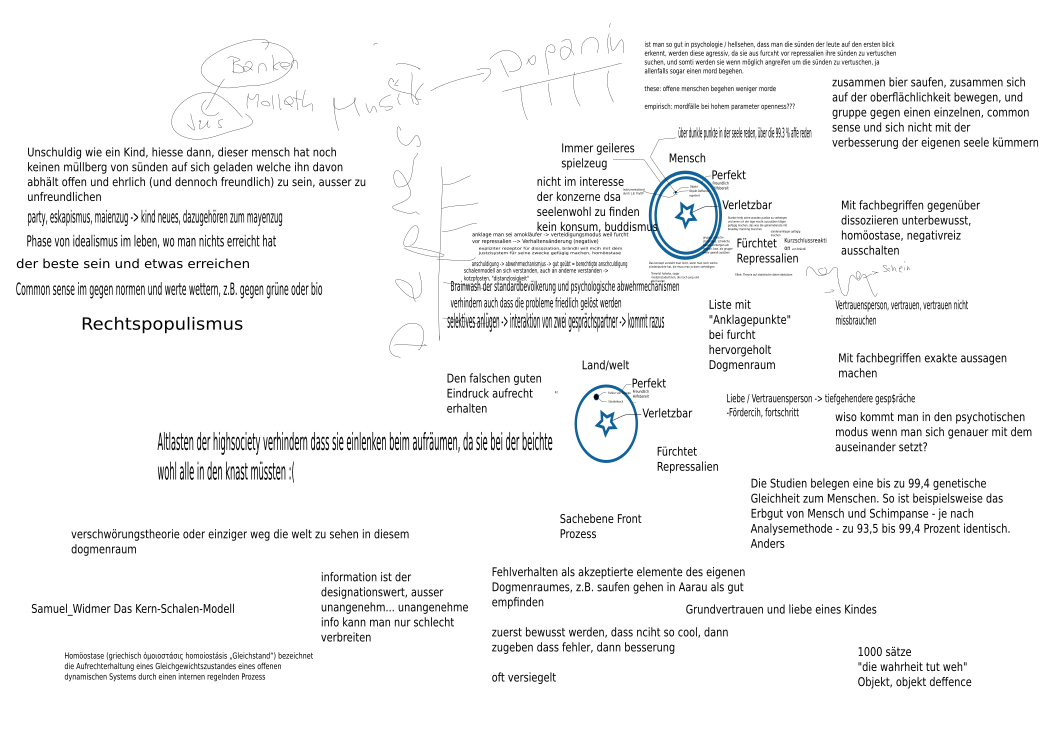 Banken
Jus
Molloth
Musik
Dopamin
ist man so gut in psychologie / hellsehen, dass man die sünden der leute auf den ersten bilck
erkennt, werden diese agressiv, da sie aus furcxht vor repressalien ihre sünden zu vertuschen
suchen, und somti werden sie wenn möglich angreifen um die sünden zu vertuschen. ja
allenfalls sogar einen mord begehen.
these: offene menschen begehen weniger morde
empirisch: mordfälle bei hohem parameter openness???
zusammen bier saufen, zusammen sich
auf der oberflächlichkeit bewegen, und
gruppe gegen einen einzelnen, common
sense und sich nicht mit der
verbesserung der eigenen seele kümmern
über dunkle punkte in der seele reden, über die 99.3 % affe reden
Immer geileres
spielzeug
Mensch
Perfekt
freundlich
Hilfsbereit
Verletzbar
Fürchtet
Repressalien
Kurzschlussreakti
on
nicht im interesse
der konzerne dsa
seelenwohl zu finden
kein konsum, buddismus
Unschuldig wie ein Kind, hiesse dann, dieser mensch hat noch
keinen müllberg von sünden auf sich geladen welche ihn davon
abhält offen und ehrlich (und dennoch freundlich) zu sein, ausser zu
unfreundlichen
party, eskapismus, maienzug -> kind neues, dazugehören zum mayenzug
Phase von idealismus im leben, wo man nichts erreicht hat
der beste sein und etwas erreichen
Common sense im gegen normen und werte wettern, z.B. gegen grüne oder bio
Rechtspopulismus
anklage man sei amokläufer -> verteidigungsmodus weil furcht
vor repressalien --> Verhaltensänderung (negative)
explioter receptor für dissoziation, brändli will mcm mit dem
justizsystem für seine zwecke gefügig machen, homöostase
anschuldigung -> abwehrmechanismjus -> gut geübt = berechtigte anschuldigung
schalenmodell an sich verstanden, auch an anderne verstanden ->
kotzpfosten, "distanzlosigkeit"
Brainwash der standardbevölkerung und psychologische abwehrmechanismen
verhindern auch dass die probleme friedlich gelöst werden
selektives anlügen -> interaktion von zwei gesprächspartner -> kommt razus
Mit fachbegriffen gegenüber
dissoziieren unterbewusst,
homöostase, negativreiz
ausschalten
Schein
Vertrauensperson, vertrauen, vertrauen nicht
missbrauchen
Liste mit
"Anklagepunkte"
bei furcht
hervorgeholt
Dogmenraum
Mit fachbegriffen exakte aussagen
machen
Land/welt
Perfekt
freundlich
Hilfsbereit
Verletzbar
Fürchtet
Repressalien
Den falschen guten
Eindruck aufrecht
erhalten
Liebe / Vertrauensperson -> tiefgehendere gesp$räche
-Fördercih, fortschritt
wiso kommt man in den psychotischen
modus wenn man sich genauer mit dem
auseinander setzt?
Altlasten der highsociety verhindern dass sie einlenken beim aufräumen, da sie bei der beichte
wohl alle in den knast müssten :(
Die Studien belegen eine bis zu 99,4 genetische
Gleichheit zum Menschen. So ist beispielsweise das
Erbgut von Mensch und Schimpanse - je nach
Analysemethode - zu 93,5 bis 99,4 Prozent identisch.
Anders
Sachebene Front
Prozess
verschwörungstheorie oder einziger weg die welt zu sehen in diesem
dogmenraum
information ist der
designationswert, ausser
unangenehm... unangenehme
info kann man nur schlecht
verbreiten
Fehlverhalten als akzeptierte elemente des eigenen
Dogmenraumes, z.B. saufen gehen in Aarau als gut
empfinden
zuerst bewusst werden, dass nciht so cool, dann
zugeben dass fehler, dann besserung
oft versiegelt
Samuel_Widmer Das Kern-Schalen-Modell
Grundvertrauen und liebe eines Kindes
Homöostase (griechisch ὁμοιοστάσις homoiostásis „Gleichstand“) bezeichnet
die Aufrechterhaltung eines Gleichgewichtszustandes eines offenen
dynamischen Systems durch einen internen regelnden Prozess
1000 sätze
"die wahrheit tut weh"
Objekt, objekt deffence